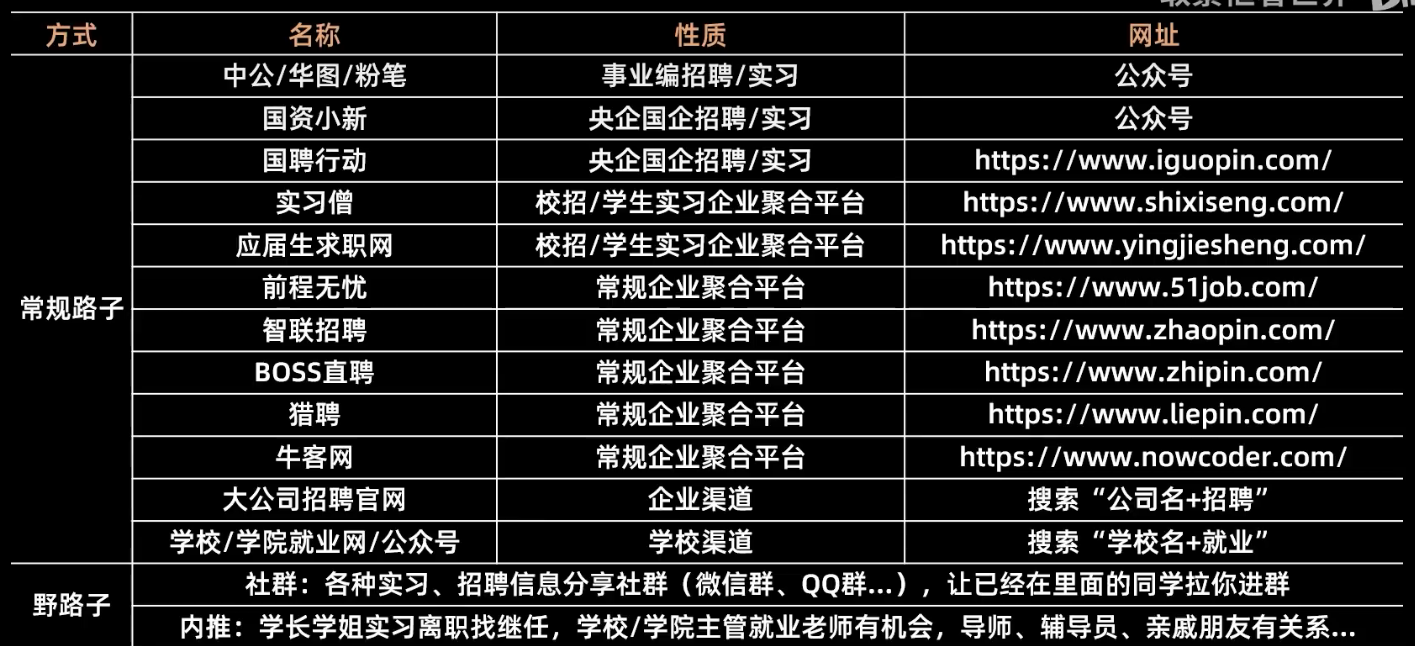 方式 名称 性质 网址
中公/华图/粉笔 事业编招聘/实习 公众号
国资小新 央企国企招聘/实习 公众号
国聘行动 央企国企招聘/实习 https://www.iguopin.com/
实习僧 校招/学生实习企业聚合平台 https://www.shixiseng.com/
应届生求职网 校招/学生实习企业聚合平台 https://www.yingjiesheng.com/
前程无忧 常规企业聚合平台 https://www.51job.com/
常规路子
智联招聘 常规企业聚合平台 https://www.zhaopin.com/
BOSS直聘 常规企业聚合平台 https://www.zhipin.com/
猎聘 常规企业聚合平台 https://www.liepin.com/
牛客网 常规企业聚合平台 https://www.nowcoder.com/
大公司招聘官网 企业渠道 搜索“公司名+招聘”
学校/学院就业网/公众号 学校渠道 搜索“学校名+就业”
野路子
社群：各种实习、招聘信息分享社群（微信群、QQ群...），让已经在里面的同学拉你进群
内推：学长学姐实习离职找继任，学校/学院主管就业老师有机会，导师、辅导员、亲戚朋友有关系...